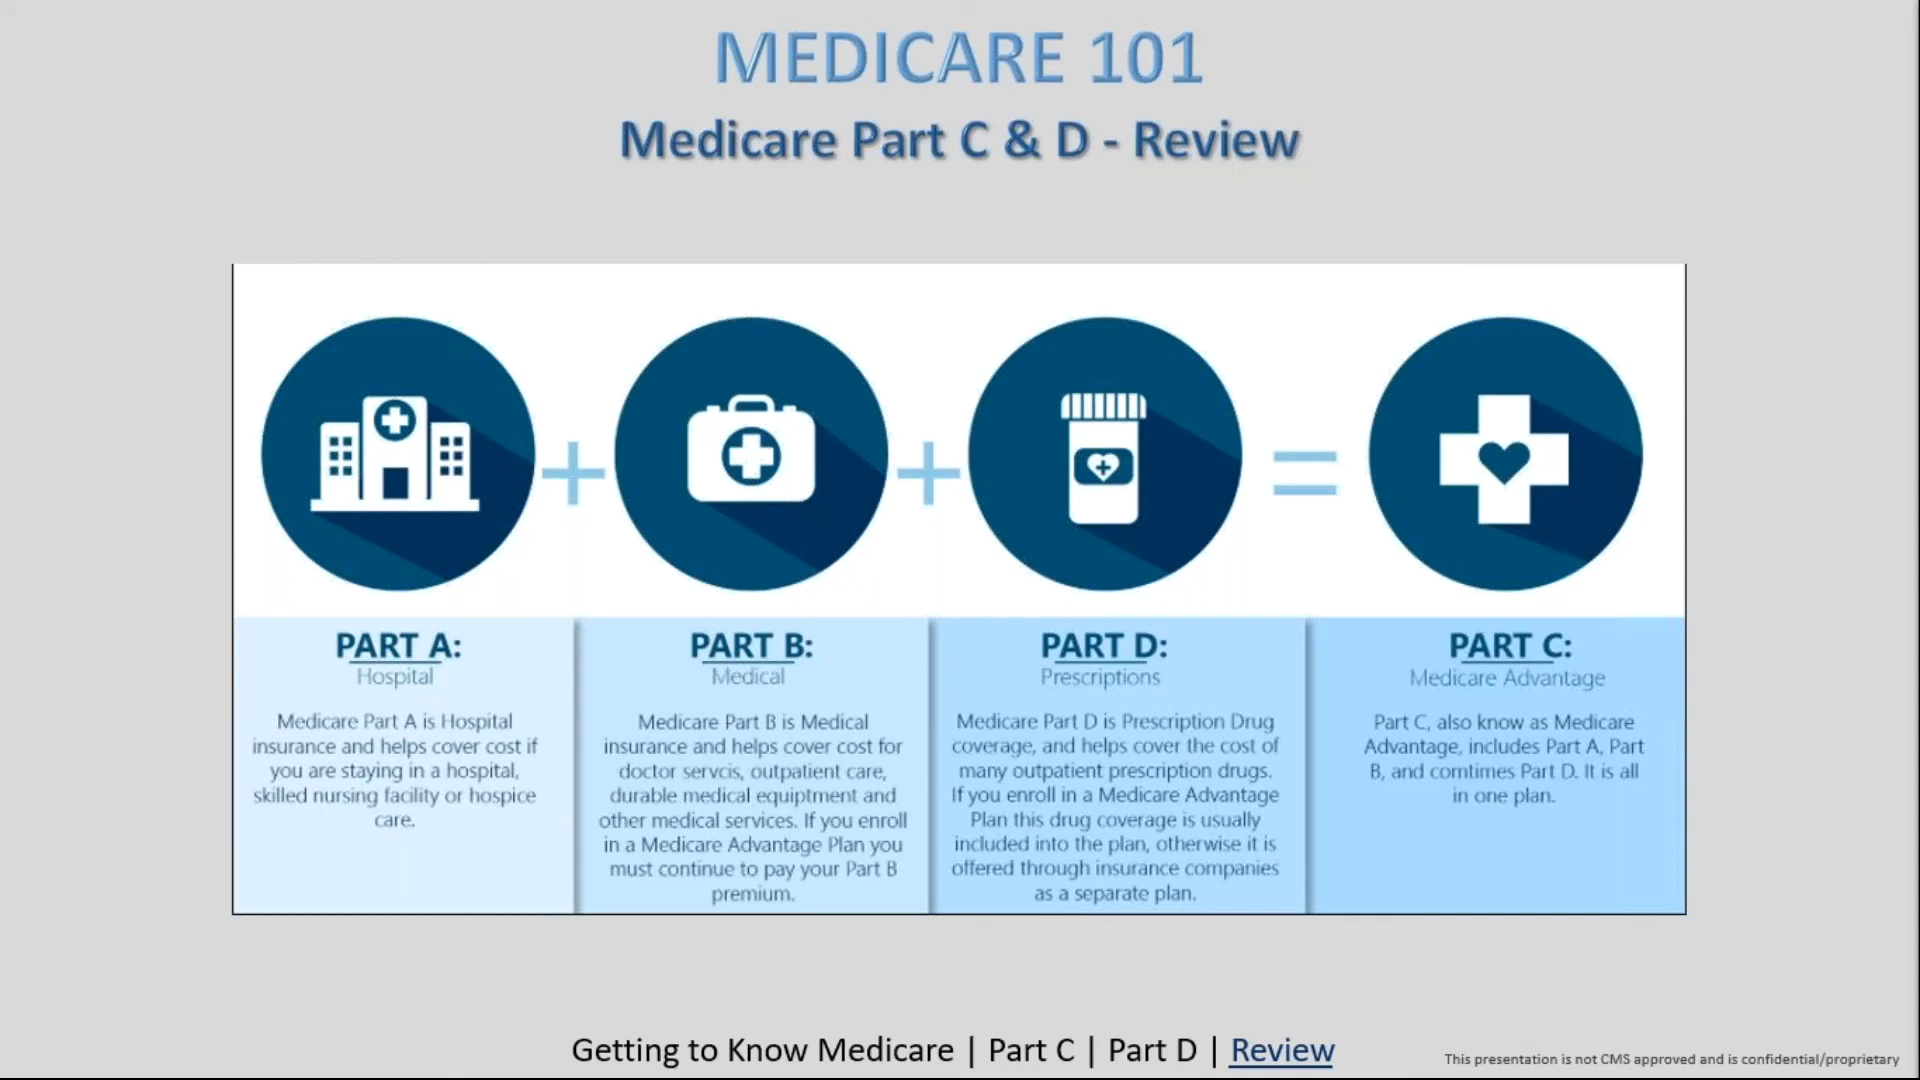 MEDICARE 101
Medicare Part C & D - Review
PART A:
Hospital
Medicare Part A is Hospital
insurance and helps cover cost if
you are staying in a hospital,
skilled nursing facility or hospice
care.
PART B:
Medical
Medicare Part B is Medical
insurance and helps cover cost for
doctor servcis, outpatient care,
durable medical equiptment and
other medical services. If you enroll
in a Medicare Advantage Plan you
must continue to pay your Part B
premium.
PART D:
Prescriptions
Medicare Part D is Prescription Drug
coverage, and helps cover the cost of
many outpatient prescription drugs.
If you enroll in a Medicare Advantage
Plan this drug coverage is usually
included into the plan, otherwise it is
offered through insurance companies
as a separate plan.
PART C:
Medicare Advantage
Part C, also know as Medicare
Advantage, includes Part A, Part
B, and comtimes Part D. It is all
in one plan.
Getting to Know Medicare | Part C | Part D | Review
This presentation is not CMS approved and is confidential/proprietary